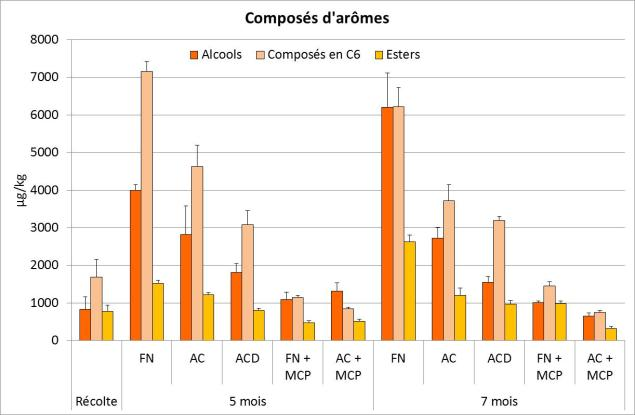 Composés d'arômes
Alcools Composés en C6 Esters
8000
7000
6000
5000
4000
3000
2000
1000
0
µg/kg
FN AC ACD FN + MCP AC + MCP FN AC ACD FN + MCP AC + MCP
Récolte 5 mois 7 mois